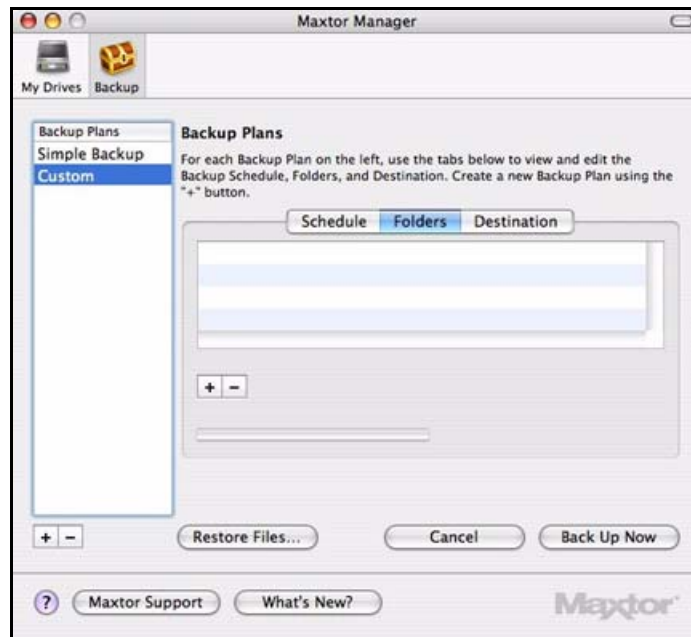 Maxtor Manager
My Drives
Backup
Backup Plans
Simple Backup
Custom
Backup Plans
For each Backup Plan on the left, use the tabs below to view and edit the
Backup Schedule, Folders, and Destination. Create a new Backup Plan using the
"+" button.
Schedule
Folders
Destination
+ −
+ −
Restore Files...
Cancel
Back Up Now
?
Maxtor Support
What's New?
Maxtor